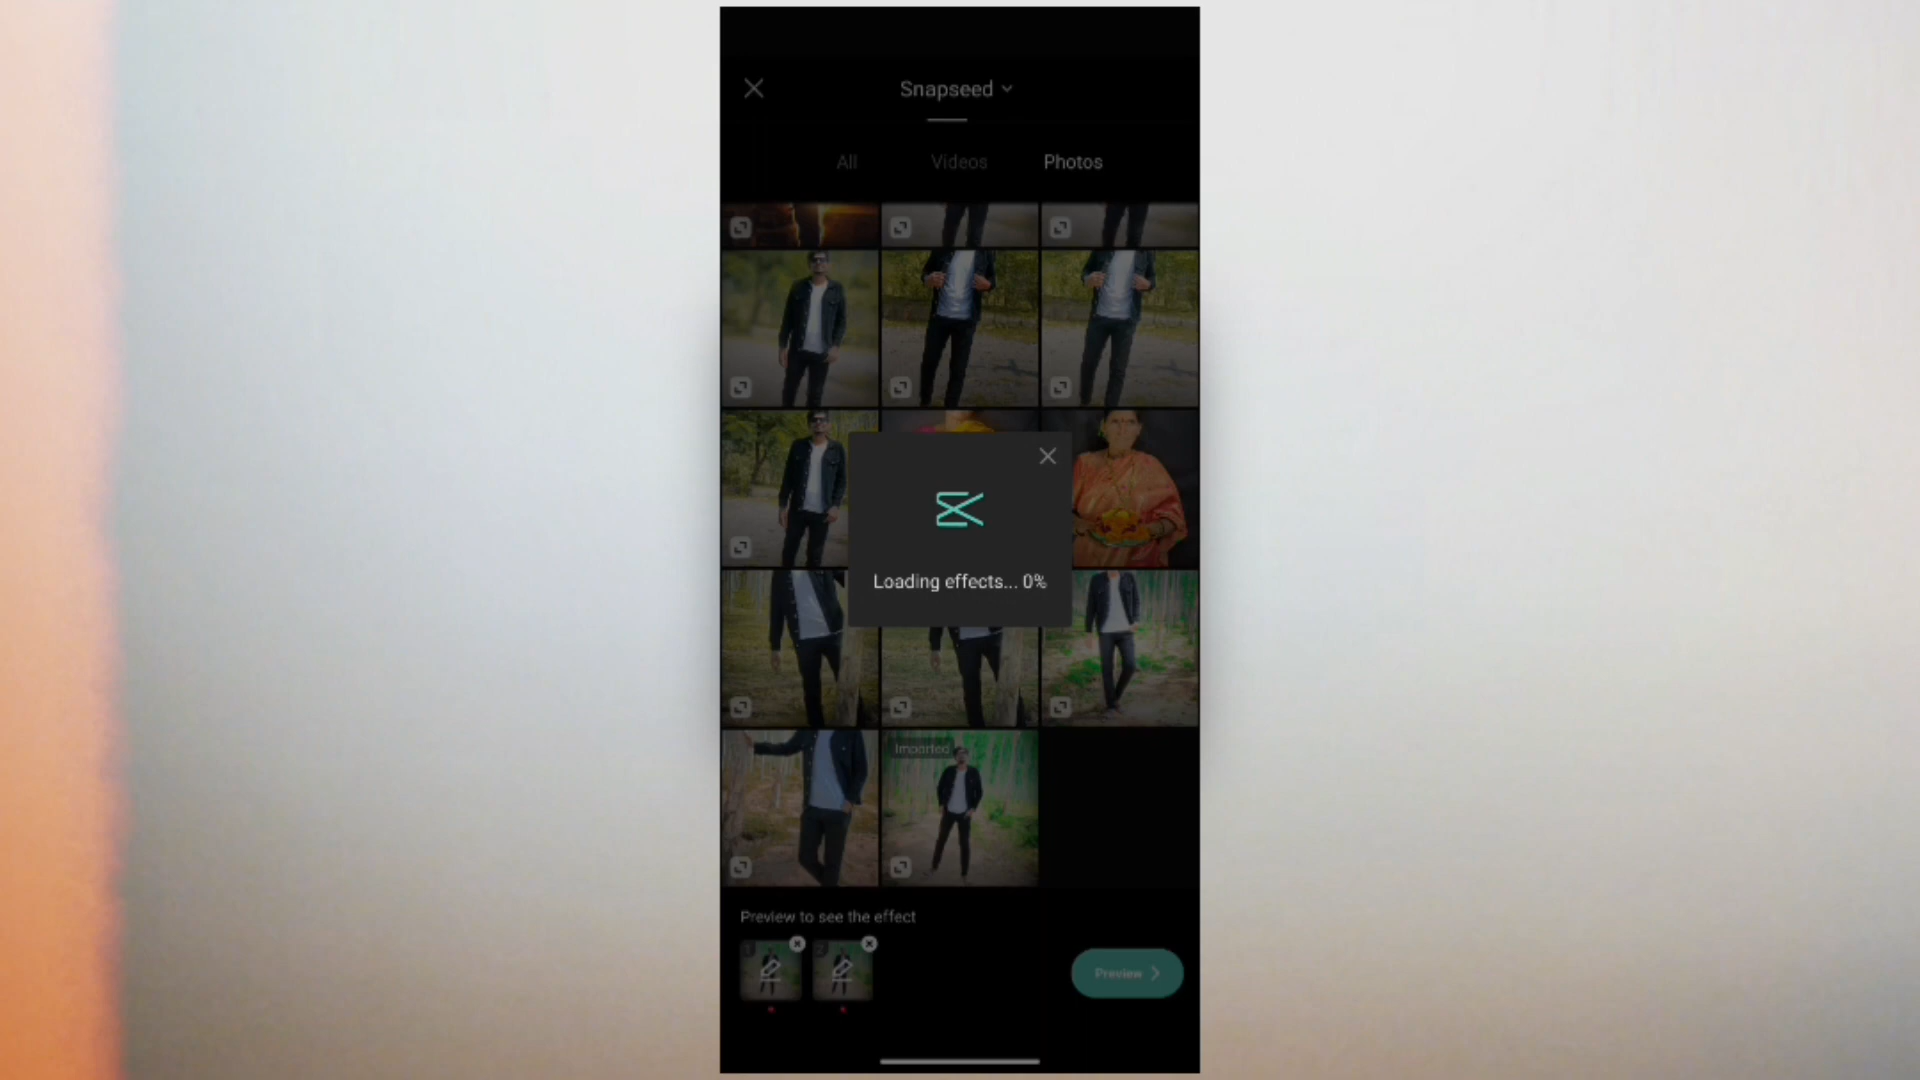 Snapseed
All Videos Photos
Loading effects... 0%
Imported
Preview to see the effect
Preview